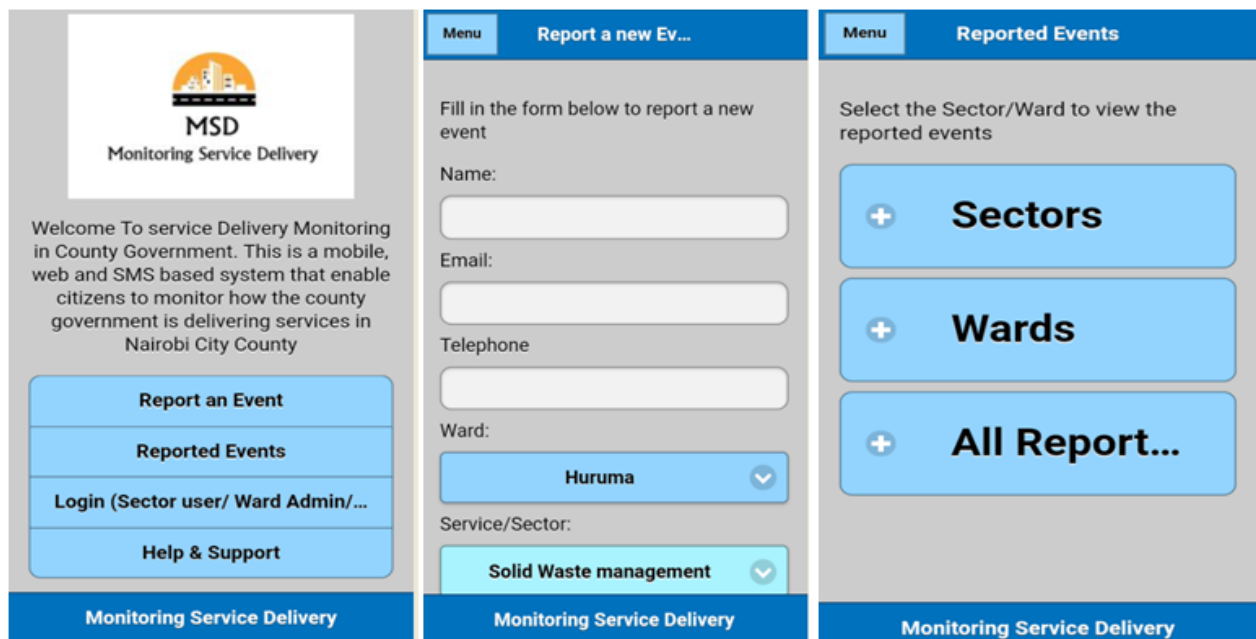 MSD
Monitoring Service Delivery
Welcome To service Delivery Monitoring
in County Government. This is a mobile,
web and SMS based system that enable
citizens to monitor how the county
government is delivering services in
Nairobi City County
Report an Event
Reported Events
Login (Sector user/ Ward Admin/...
Help & Support
Monitoring Service Delivery
Menu
Report a new Ev...
Fill in the form below to report a new
event
Name:
Email:
Telephone
Ward:
Huruma
Service/Sector:
Solid Waste management
Monitoring Service Delivery
Menu
Reported Events
Select the Sector/Ward to view the
reported events
Sectors
Wards
All Report...
Monitoring Service Delivery